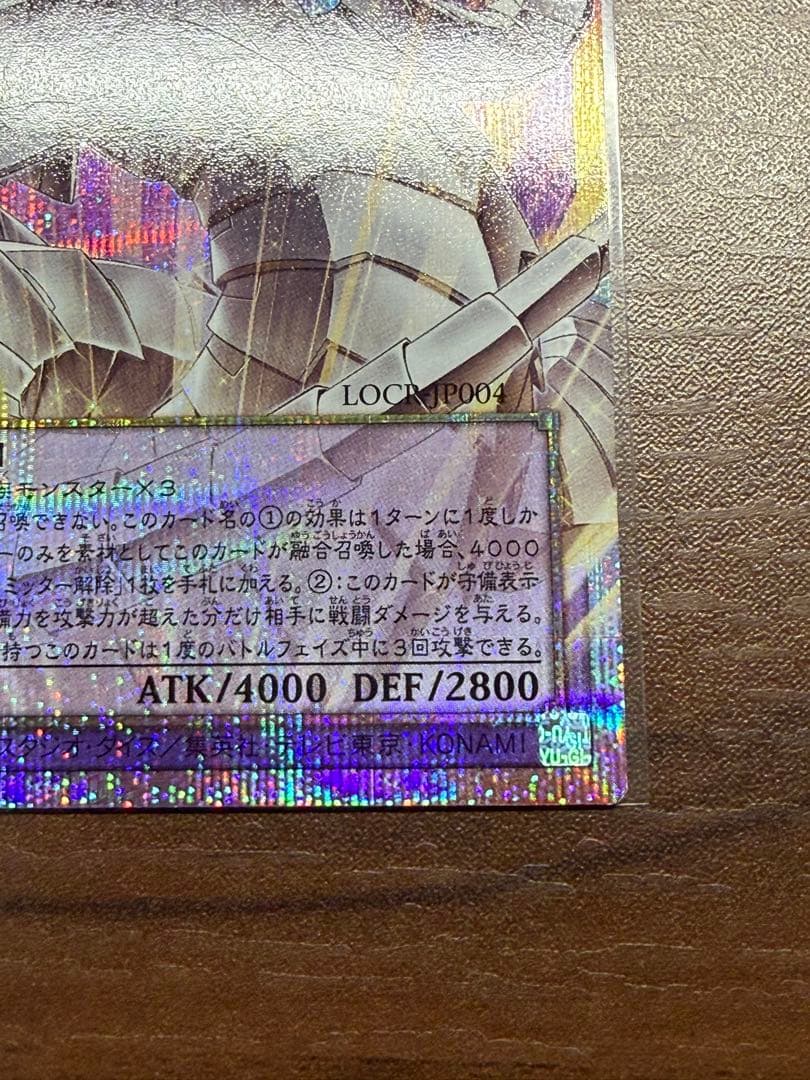 LOCR-JP004
族モンスター×3
召喚できない。このカード名の①の効果は1ターンに1度しか
ーのみを素材としてこのカードが融合召喚した場合、4000
ミッター解除」1枚を手札に加える。②:このカードが守備表示
備力を攻撃力が超えた分だけ相手に戦闘ダメージを与える。
持つこのカードは1度のバトルフェイズ中に3回攻撃できる。
ATK/4000 DEF/2800
スタジオ・ダイス/集英社・テレビ東京・KONAMI